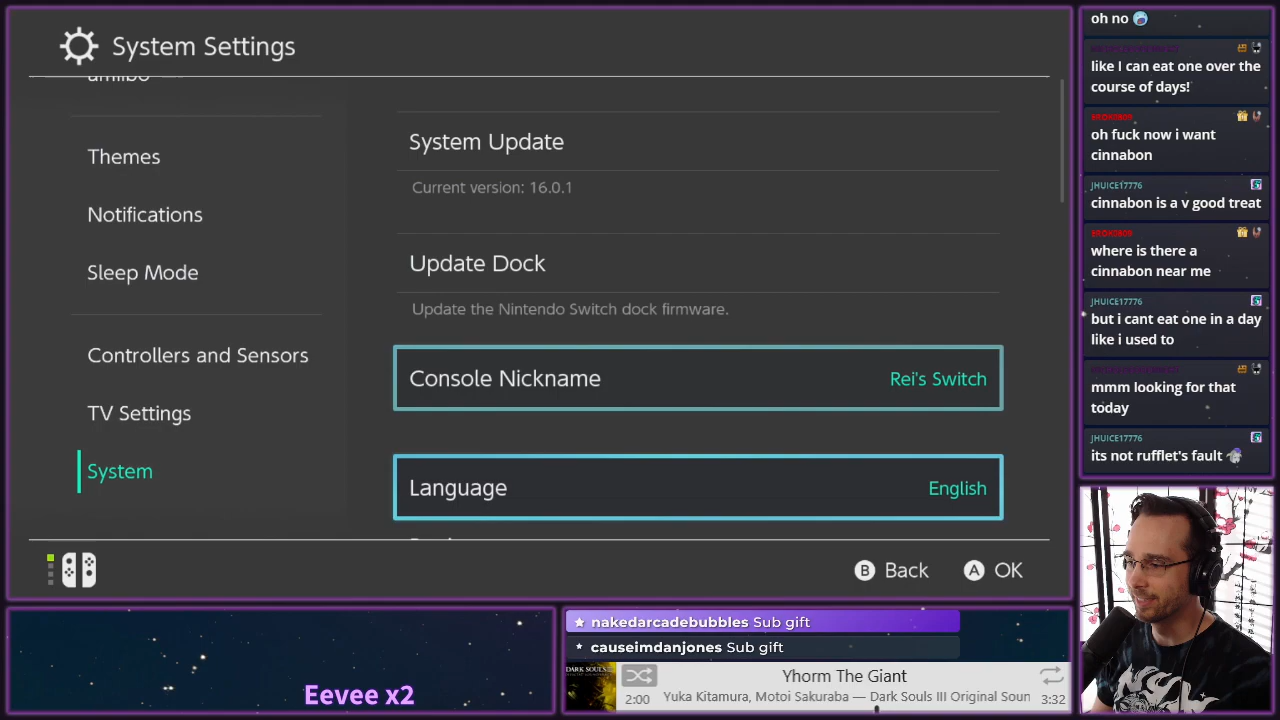 System Settings
amiibo
Themes
Notifications
Sleep Mode
Controllers and Sensors
TV Settings
System
System Update
Current version: 16.0.1
Update Dock
Update the Nintendo Switch dock firmware.
Console Nickname
Rei's Switch
Language
English
B Back
A OK
oh no
like I can eat one over the
course of days!
oh fuck now i want
cinnabon
JHUICE17776
cinnabon is a v good treat
where is there a
cinnabon near me
JHUICE17776
but i cant eat one in a day
like i used to
mmm looking for that
today
JHUICE17776
its not rufflet's fault
Eevee x2
nakedarcadebubbles Sub gift
causeimdanjones Sub gift
DARK SOULS
2:00
Yhorm The Giant
Yuka Kitamura, Motoi Sakuraba — Dark Souls III Original Soun
3:32